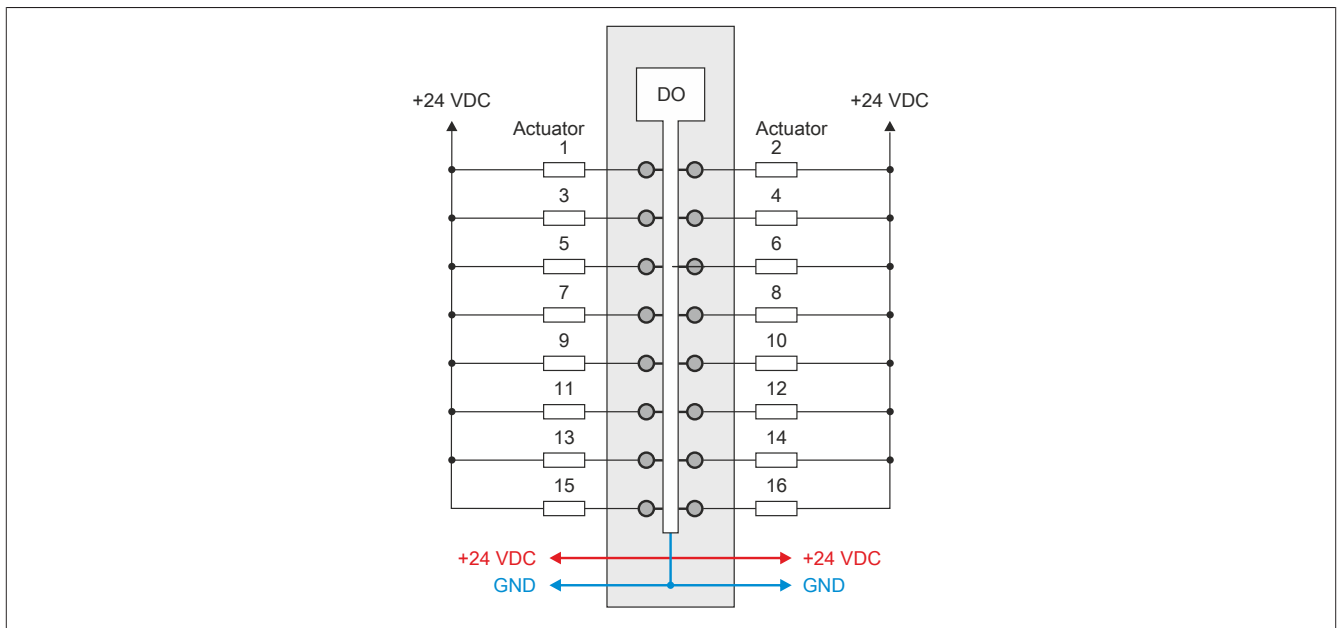 DO
+24 VDC +24 VDC
Actuator Actuator
1 2
3 4
5 6
7 8
9 10
11 12
13 14
15 16
+24 VDC +24 VDC
GND GND